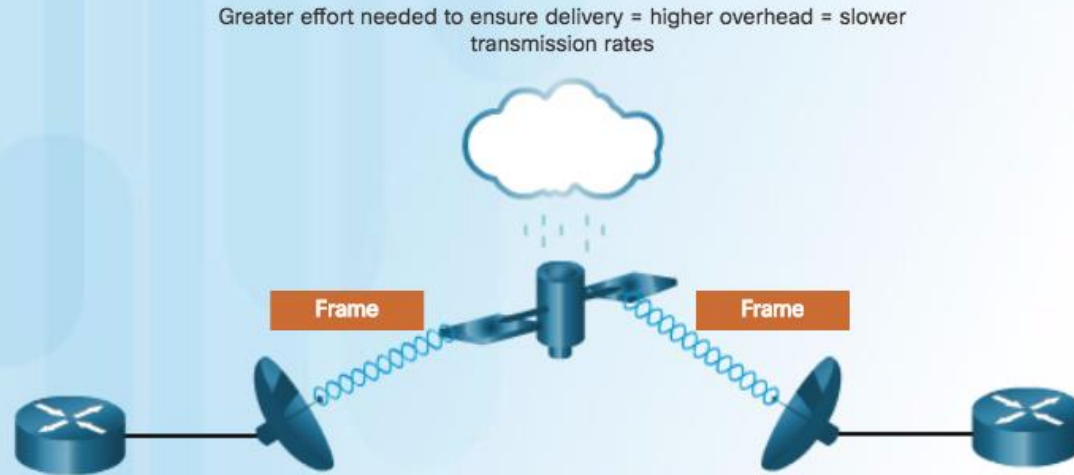 Greater effort needed to ensure delivery = higher overhead = slower
transmission rates
Frame
Frame